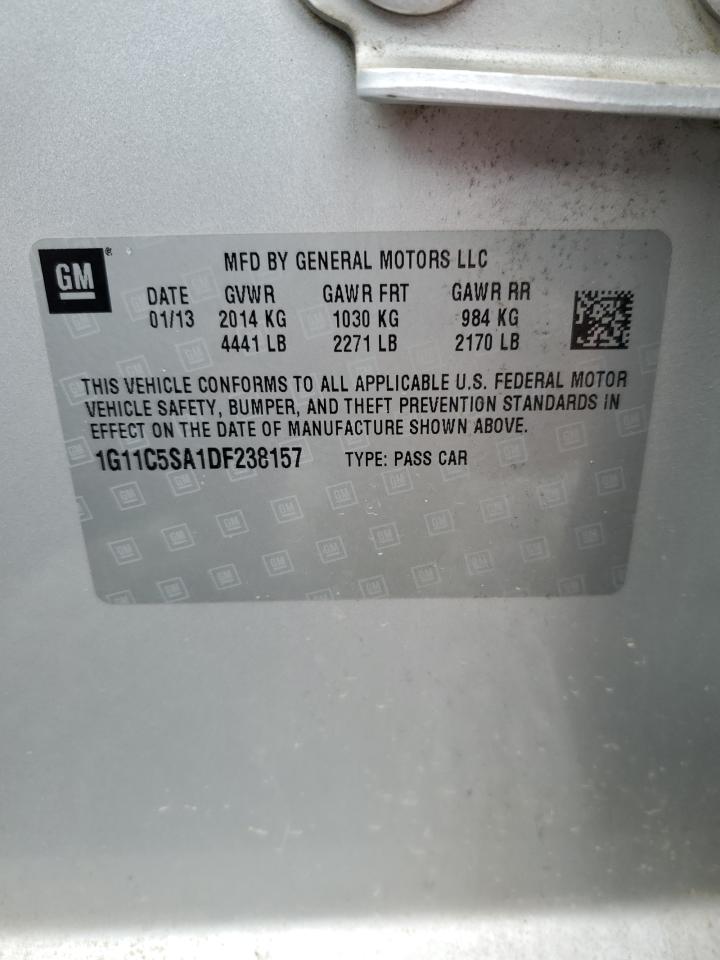 GM ®
MFD BY GENERAL MOTORS LLC
DATE GVWR GAWR FRT GAWR RR
01/13 2014 KG 1030 KG 984 KG
4441 LB 2271 LB 2170 LB
THIS VEHICLE CONFORMS TO ALL APPLICABLE U.S. FEDERAL MOTOR
VEHICLE SAFETY, BUMPER, AND THEFT PREVENTION STANDARDS IN
EFFECT ON THE DATE OF MANUFACTURE SHOWN ABOVE.
1G11C5SA1DF238157 TYPE: PASS CAR